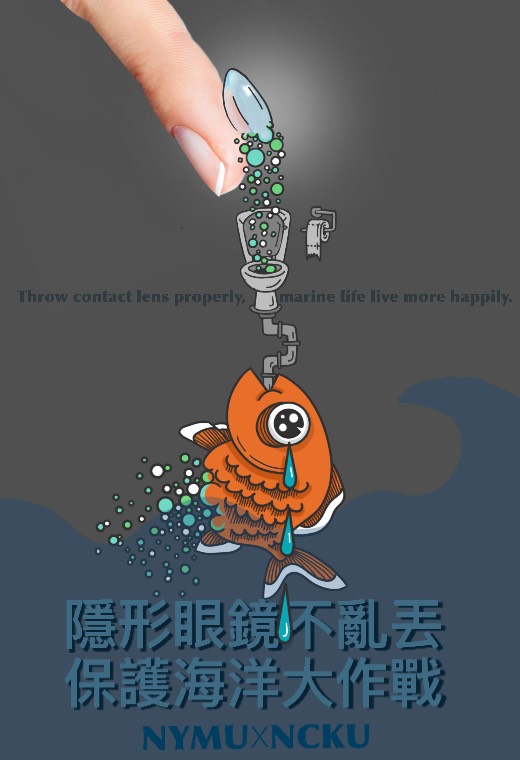 Throw contact lens properly, marine life live more happily.
隱形眼鏡不亂丟
保護海洋大作戰
NYMU×NCKU